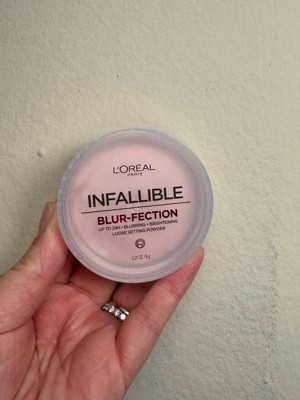 L'ORÉAL
PARIS
INFALLIBLE
BLUR-FECTION
UP TO 24H • BLURRING + BRIGHTENING
LOOSE SETTING POWDER